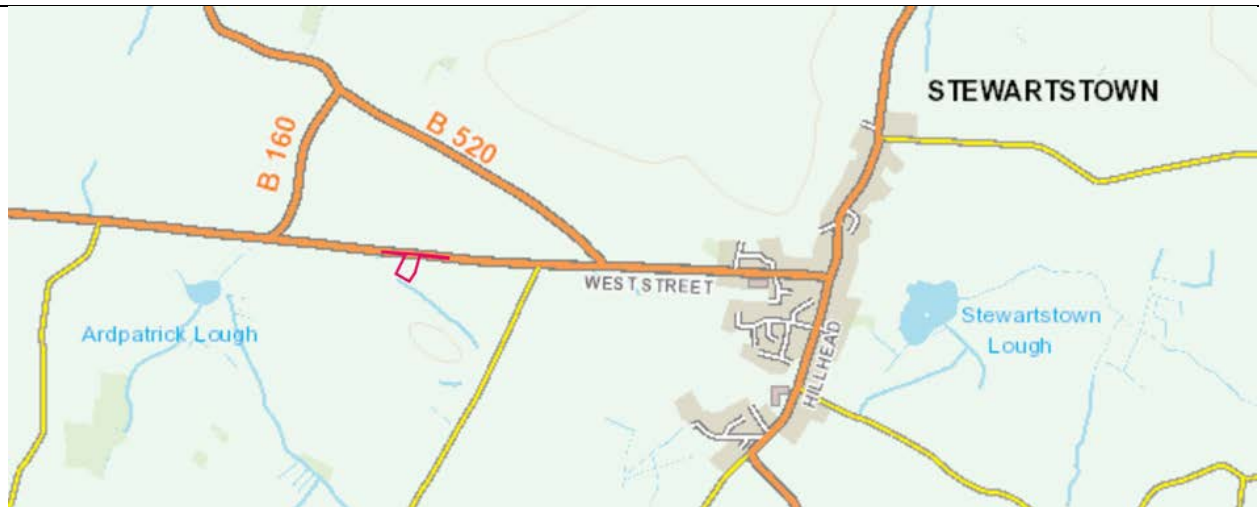 STEWARTSTOWN
B 160
B 520
WEST STREET
HILLHEAD
Ardpatrick Lough
Stewartstown
Lough